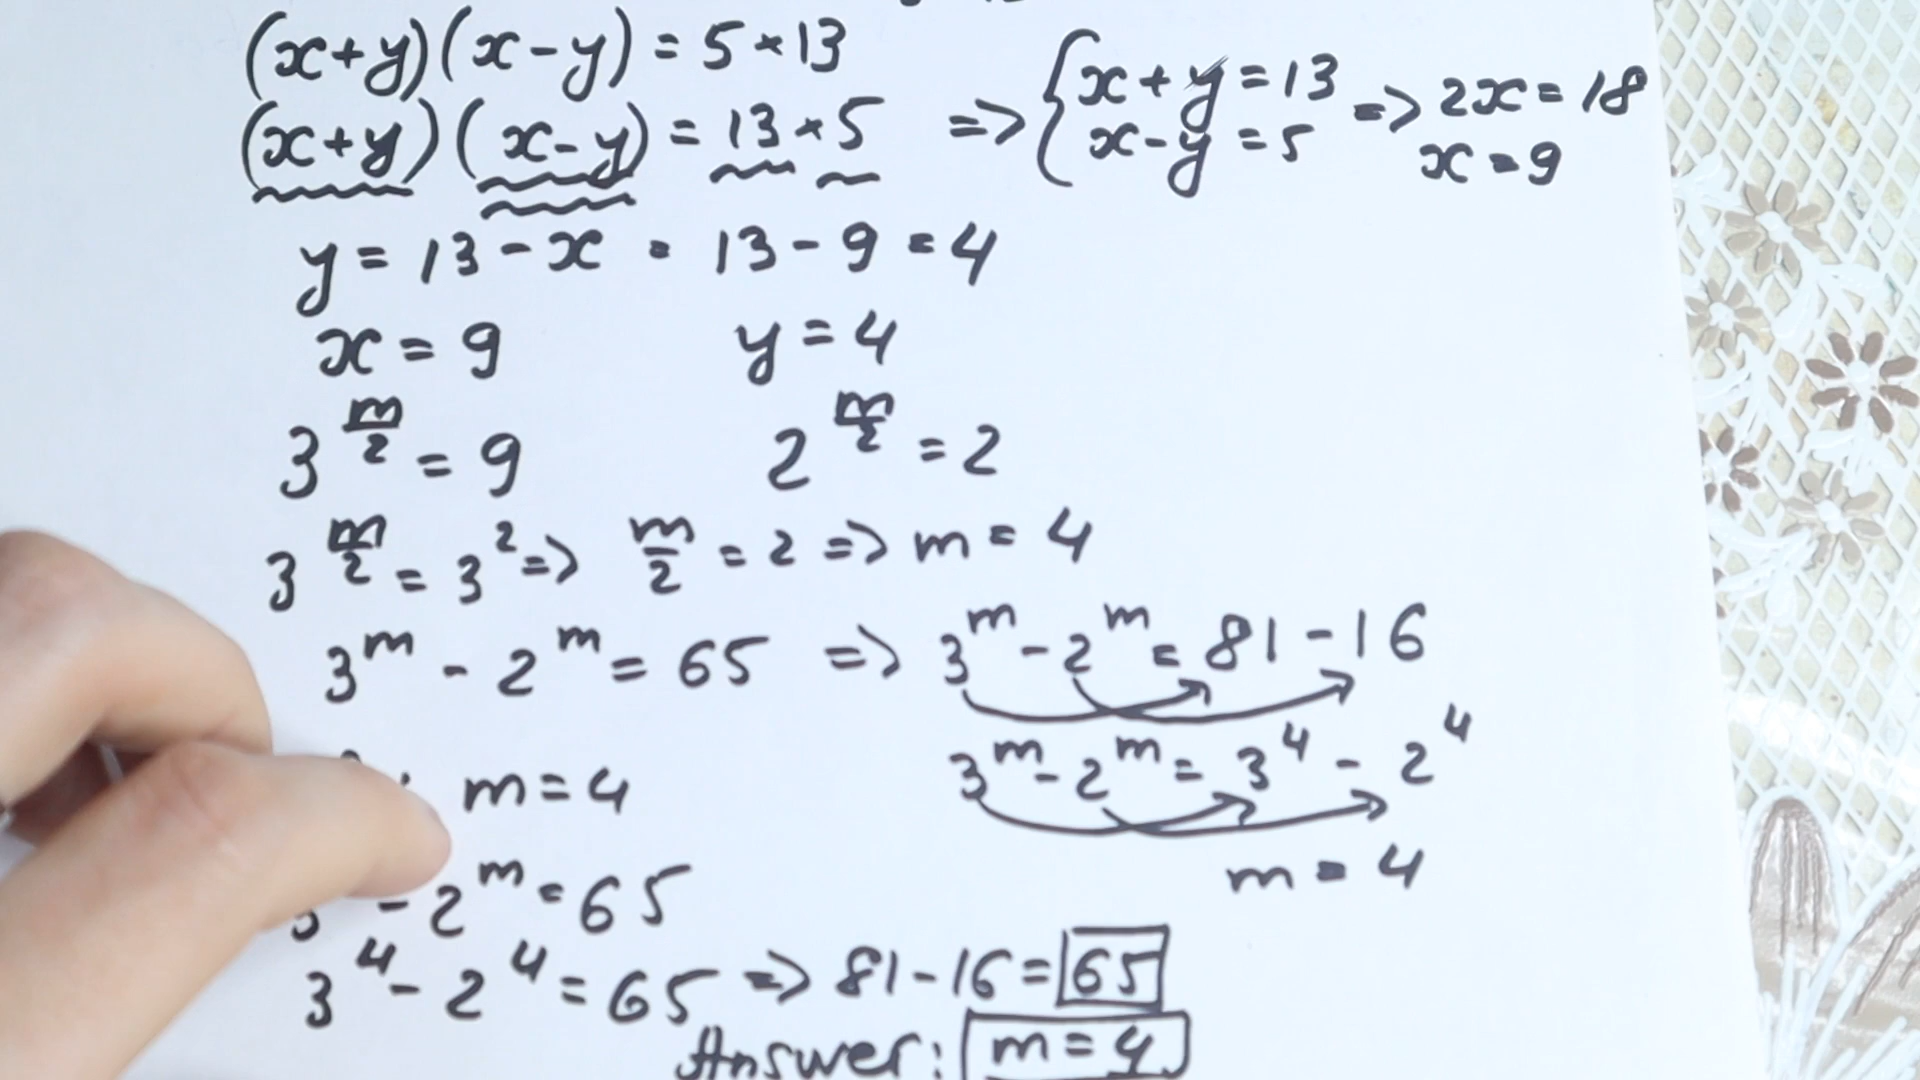 (x+y)(x-y) = 5*13
(x+y)(x-y) = 13*5 => { x+y=13 => 2x=18
x-y=5 x=9
y = 13-x = 13-9 = 4
x = 9 y = 4
3^(m/2) = 9 2^(m/2) = 2
3^(m/2) = 3^2 => m/2 = 2 => m = 4
3^m - 2^m = 65 => 3^m - 2^m = 81-16
m=4 3^m - 2^m = 3^4 - 2^4
- 2^m = 65 m = 4
3^4 - 2^4 = 65 => 81-16=65
Answer: m=4